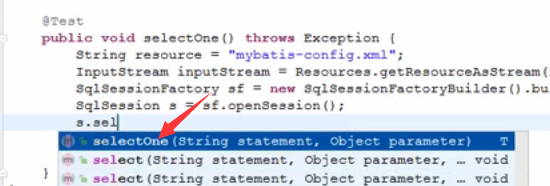 @Test
public void selectOne() throws Exception {
String resource = "mybatis-config.xml";
InputStream inputStream = Resources.getResourceAsStream(
SqlSessionFactory sf = new SqlSessionFactoryBuilder().bu
SqlSession s = sf.openSession();
s.sel
selectOne(String statement, Object parameter) T
select(String statement, Object parameter, … void
select(String statement, Object parameter, … void
}